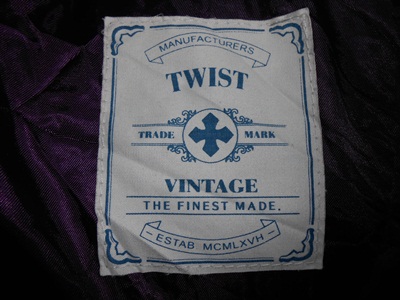 MANUFACTURERS
TWIST
TRADE MARK
VINTAGE
THE FINEST MADE.
- ESTAB MCMLXVH -